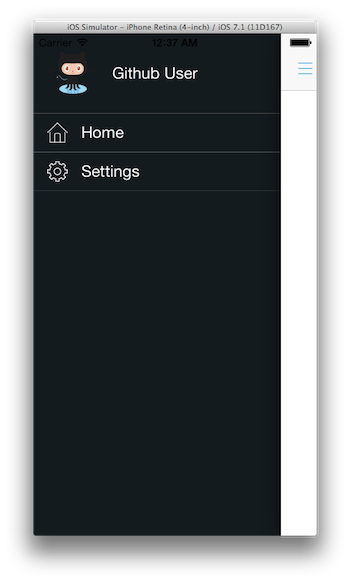 iOS Simulator – iPhone Retina (4-inch) / iOS 7.1 (11D167)
Carrier 12:37 AM
Github User
Home
Settings